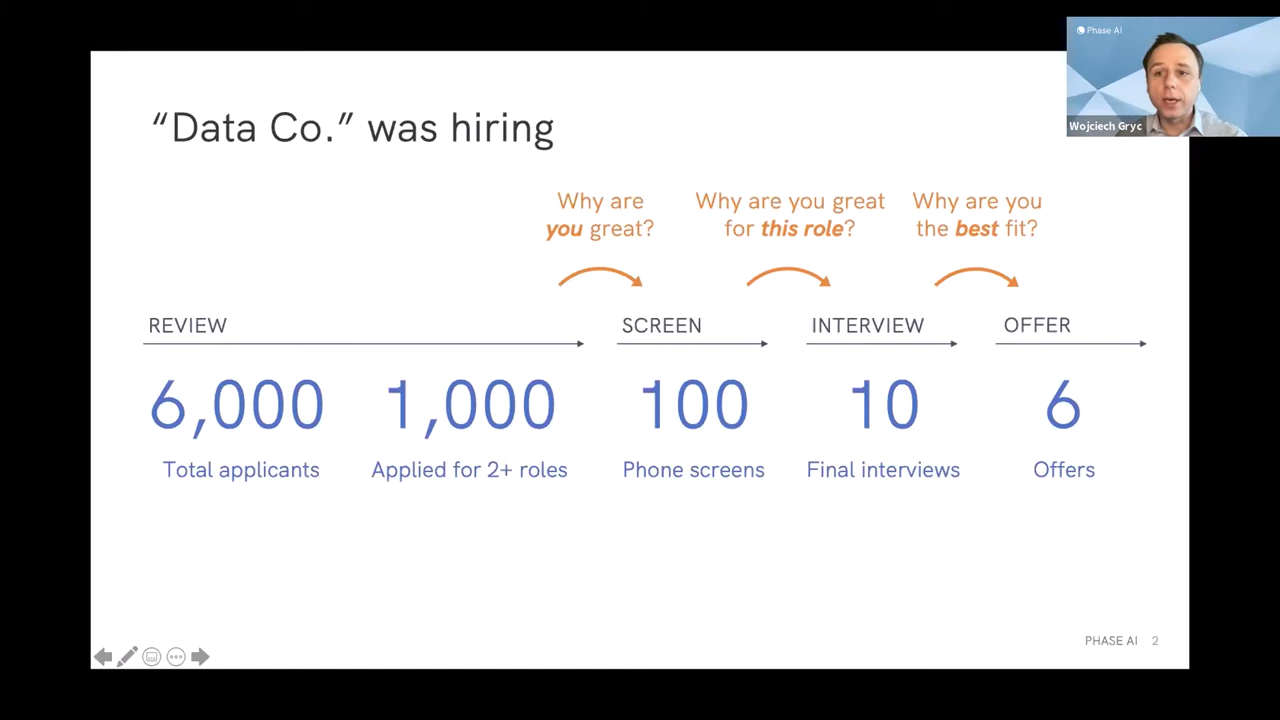 Phase AI
Wojciech Gryc
“Data Co.” was hiring
Why are
you great?
Why are you great
for this role?
Why are you
the best fit?
REVIEW
SCREEN
INTERVIEW
OFFER
6,000
1,000
100
10
6
Total applicants
Applied for 2+ roles
Phone screens
Final interviews
Offers
PHASE AI 2